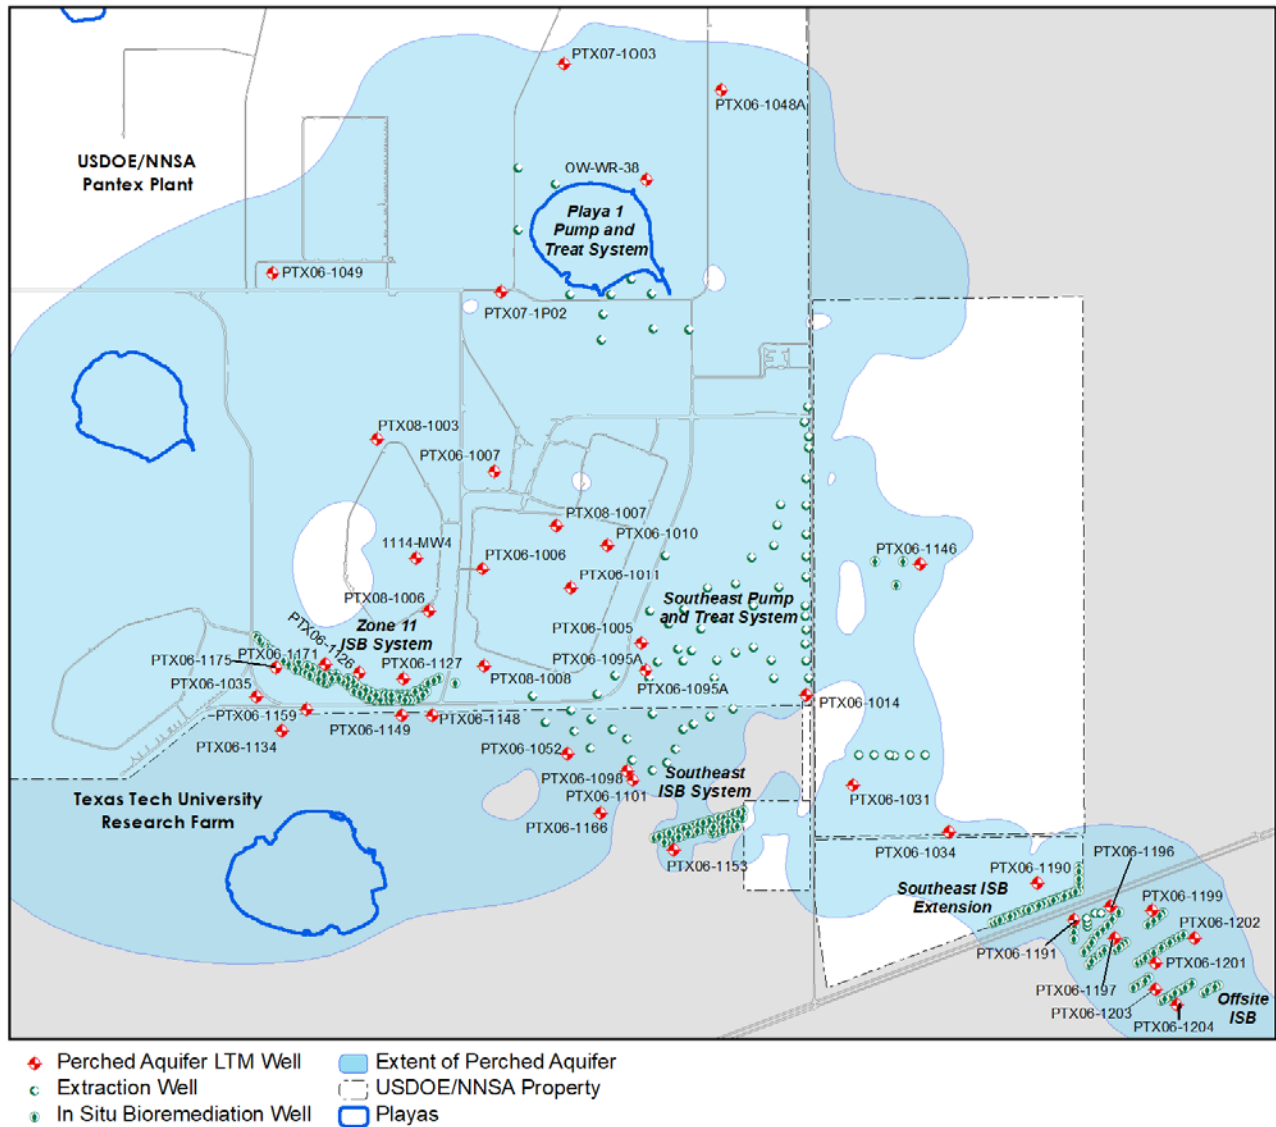 PTX07-1O03
PTX06-1048A
USDOE/NNSA
Pantex Plant
OW-WR-38
Playa 1
Pump and
Treat System
PTX06-1049
PTX07-1P02
PTX08-1003
PTX06-1007
PTX08-1007
PTX06-1010
1114-MW4
PTX06-1006
PTX06-1146
PTX06-1011
PTX08-1006
Southeast Pump
and Treat System
Zone 11
ISB System
PTX06-1005
PTX06-1126
PTX06-1171
PTX06-1175
PTX06-1127
PTX06-1095A
PTX08-1008
PTX06-1095A
PTX06-1035
PTX06-1014
PTX06-1159
PTX06-1148
PTX06-1149
PTX06-1134
PTX06-1052
Southeast
ISB System
PTX06-1098
PTX06-1031
PTX06-1101
Texas Tech University
Research Farm
PTX06-1166
PTX06-1034
PTX06-1196
PTX06-1153
PTX06-1190
Southeast ISB
Extension
PTX06-1199
PTX06-1202
PTX06-1191
PTX06-1201
PTX06-1197
PTX06-1203
Offsite
ISB
PTX06-1204
Perched Aquifer LTM Well
Extent of Perched Aquifer
Extraction Well
USDOE/NNSA Property
In Situ Bioremediation Well
Playas